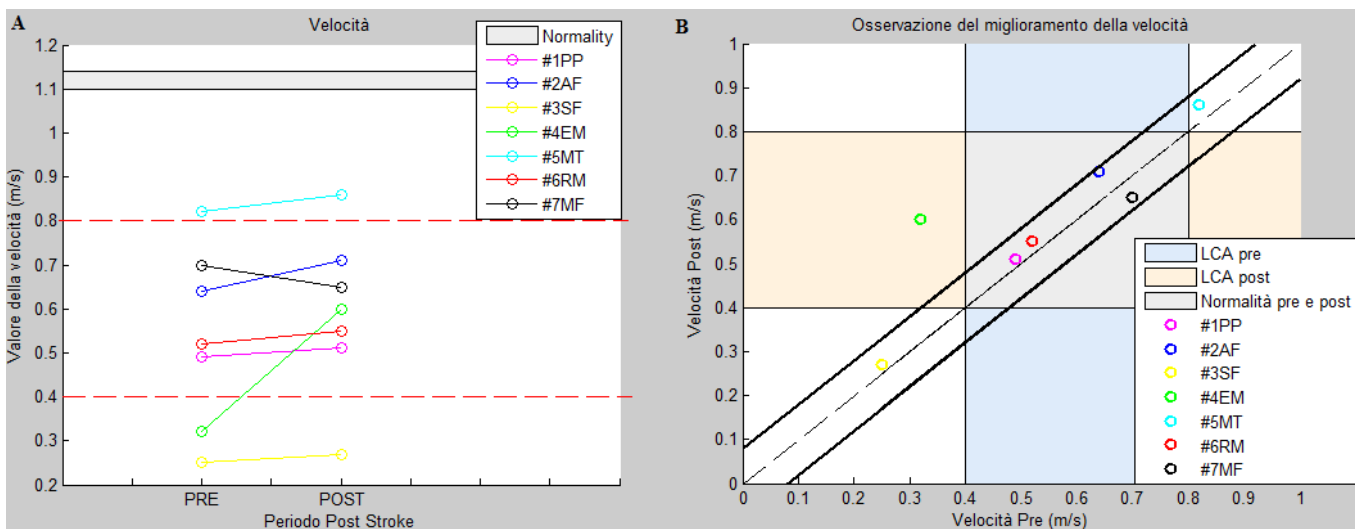 A
Velocità
1.2
1.1
1
0.9
0.8
0.7
0.6
0.5
0.4
0.3
0.2
Valore della velocità (m/s)
PRE
POST
Periodo Post Stroke
Normality
#1PP
#2AF
#3SF
#4EM
#5MT
#6RM
#7MF
B
Osservazione del miglioramento della velocità
1
0.9
0.8
0.7
0.6
0.5
0.4
0.3
0.2
0.1
0
Velocità Post (m/s)
0 0.1 0.2 0.3 0.4 0.5 0.6 0.7 0.8 0.9 1
Velocità Pre (m/s)
LCA pre
LCA post
Normalità pre e post
#1PP
#2AF
#3SF
#4EM
#5MT
#6RM
#7MF